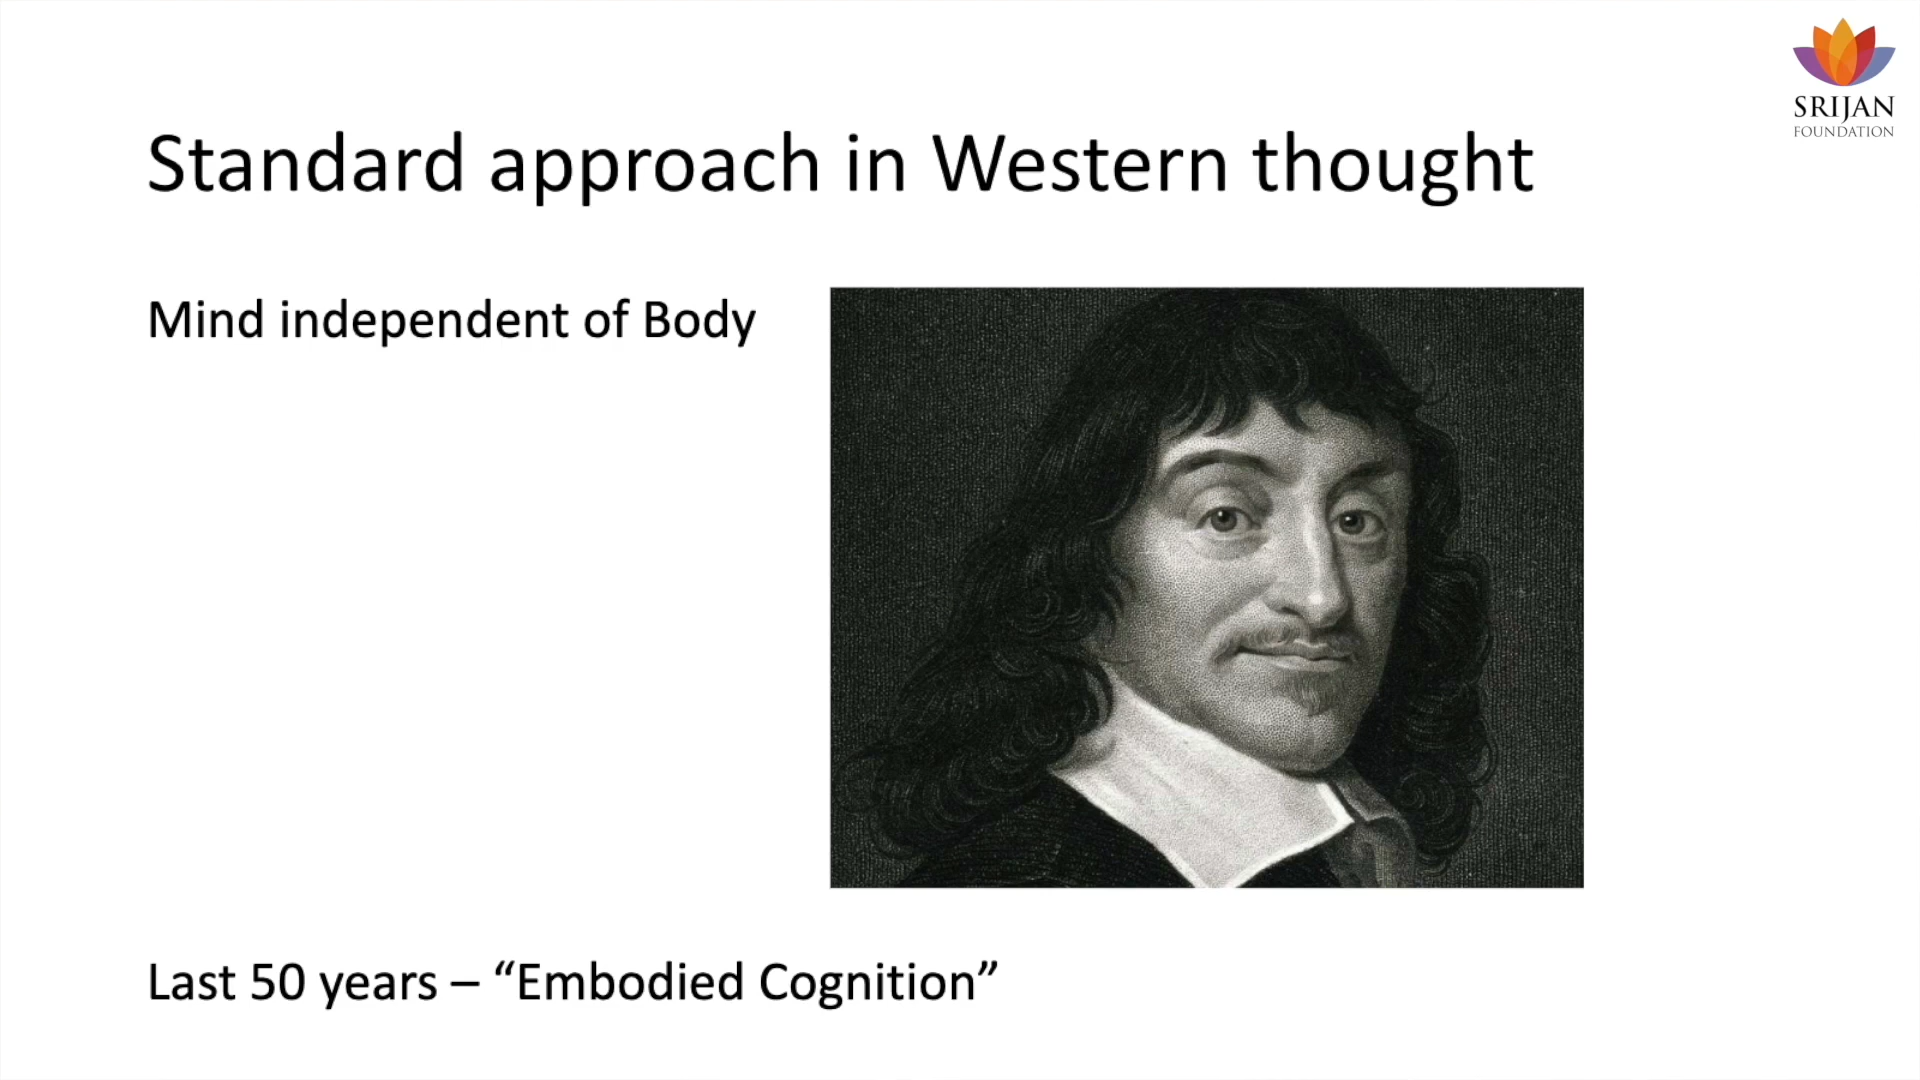 SRIJAN
FOUNDATION
Standard approach in Western thought
Mind independent of Body
Last 50 years – “Embodied Cognition”